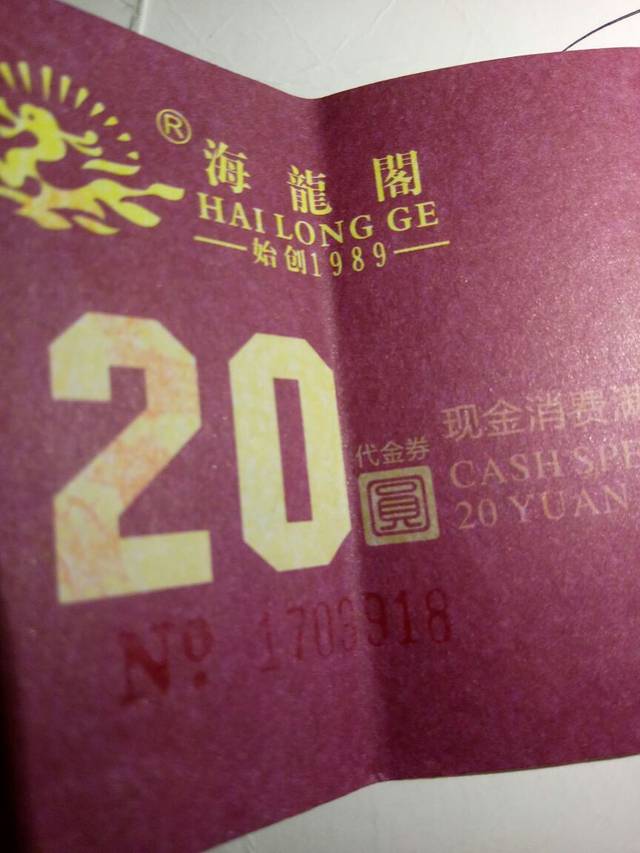 ®
海龍閣
HAI LONG GE
始创1989
20
代金券
圓
现金消费满
CASH SPE
20 YUAN
Nº 1709918